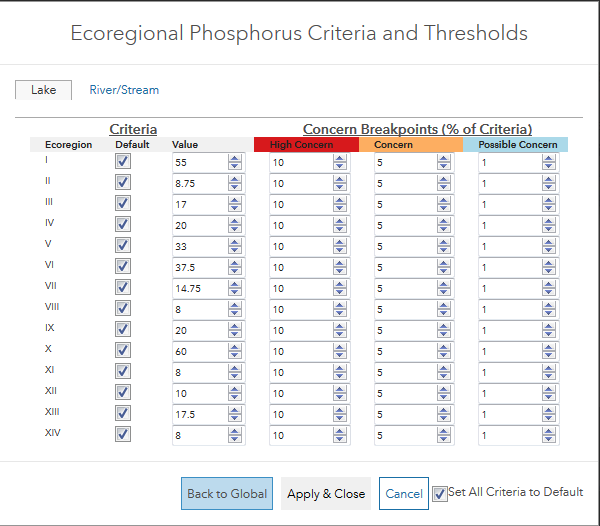 Ecoregional Phosphorus Criteria and Thresholds
Lake River/Stream
Criteria Concern Breakpoints (% of Criteria)
Ecoregion Default Value High Concern Concern Possible Concern
I 55 10 5 1
II 8.75 10 5 1
III 17 10 5 1
IV 20 10 5 1
V 33 10 5 1
VI 37.5 10 5 1
VII 14.75 10 5 1
VIII 8 10 5 1
IX 20 10 5 1
X 60 10 5 1
XI 8 10 5 1
XII 10 10 5 1
XIII 17.5 10 5 1
XIV 8 10 5 1
Back to Global Apply & Close Cancel Set All Criteria to Default